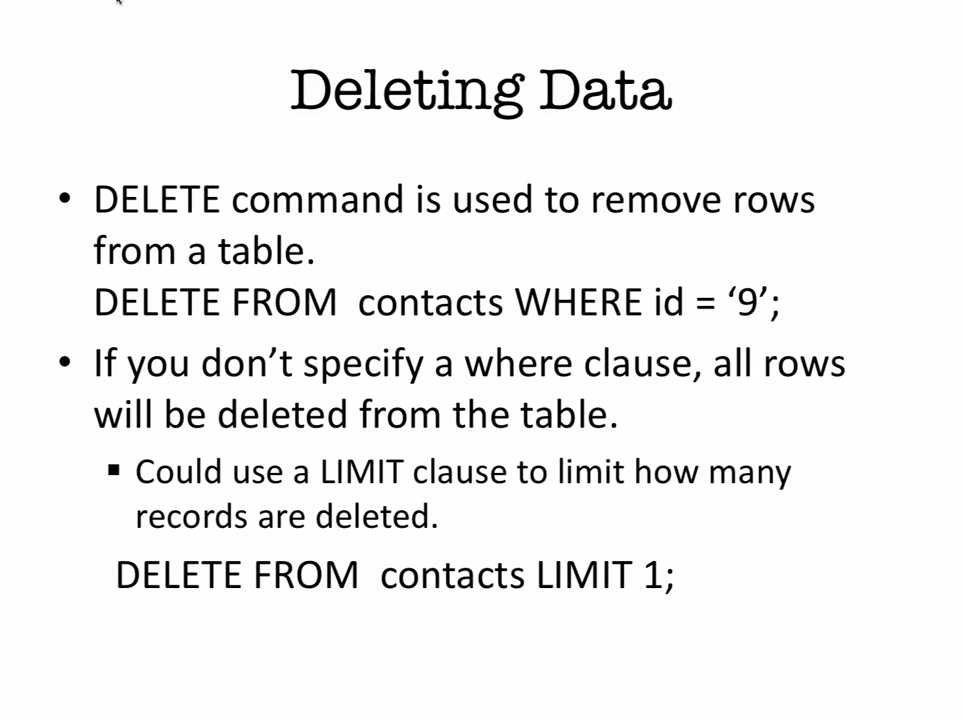 Deleting Data
• DELETE command is used to remove rows
from a table.
DELETE FROM  contacts WHERE id = ‘9’;
• If you don’t specify a where clause, all rows
will be deleted from the table.
▪ Could use a LIMIT clause to limit how many
records are deleted.
DELETE FROM  contacts LIMIT 1;